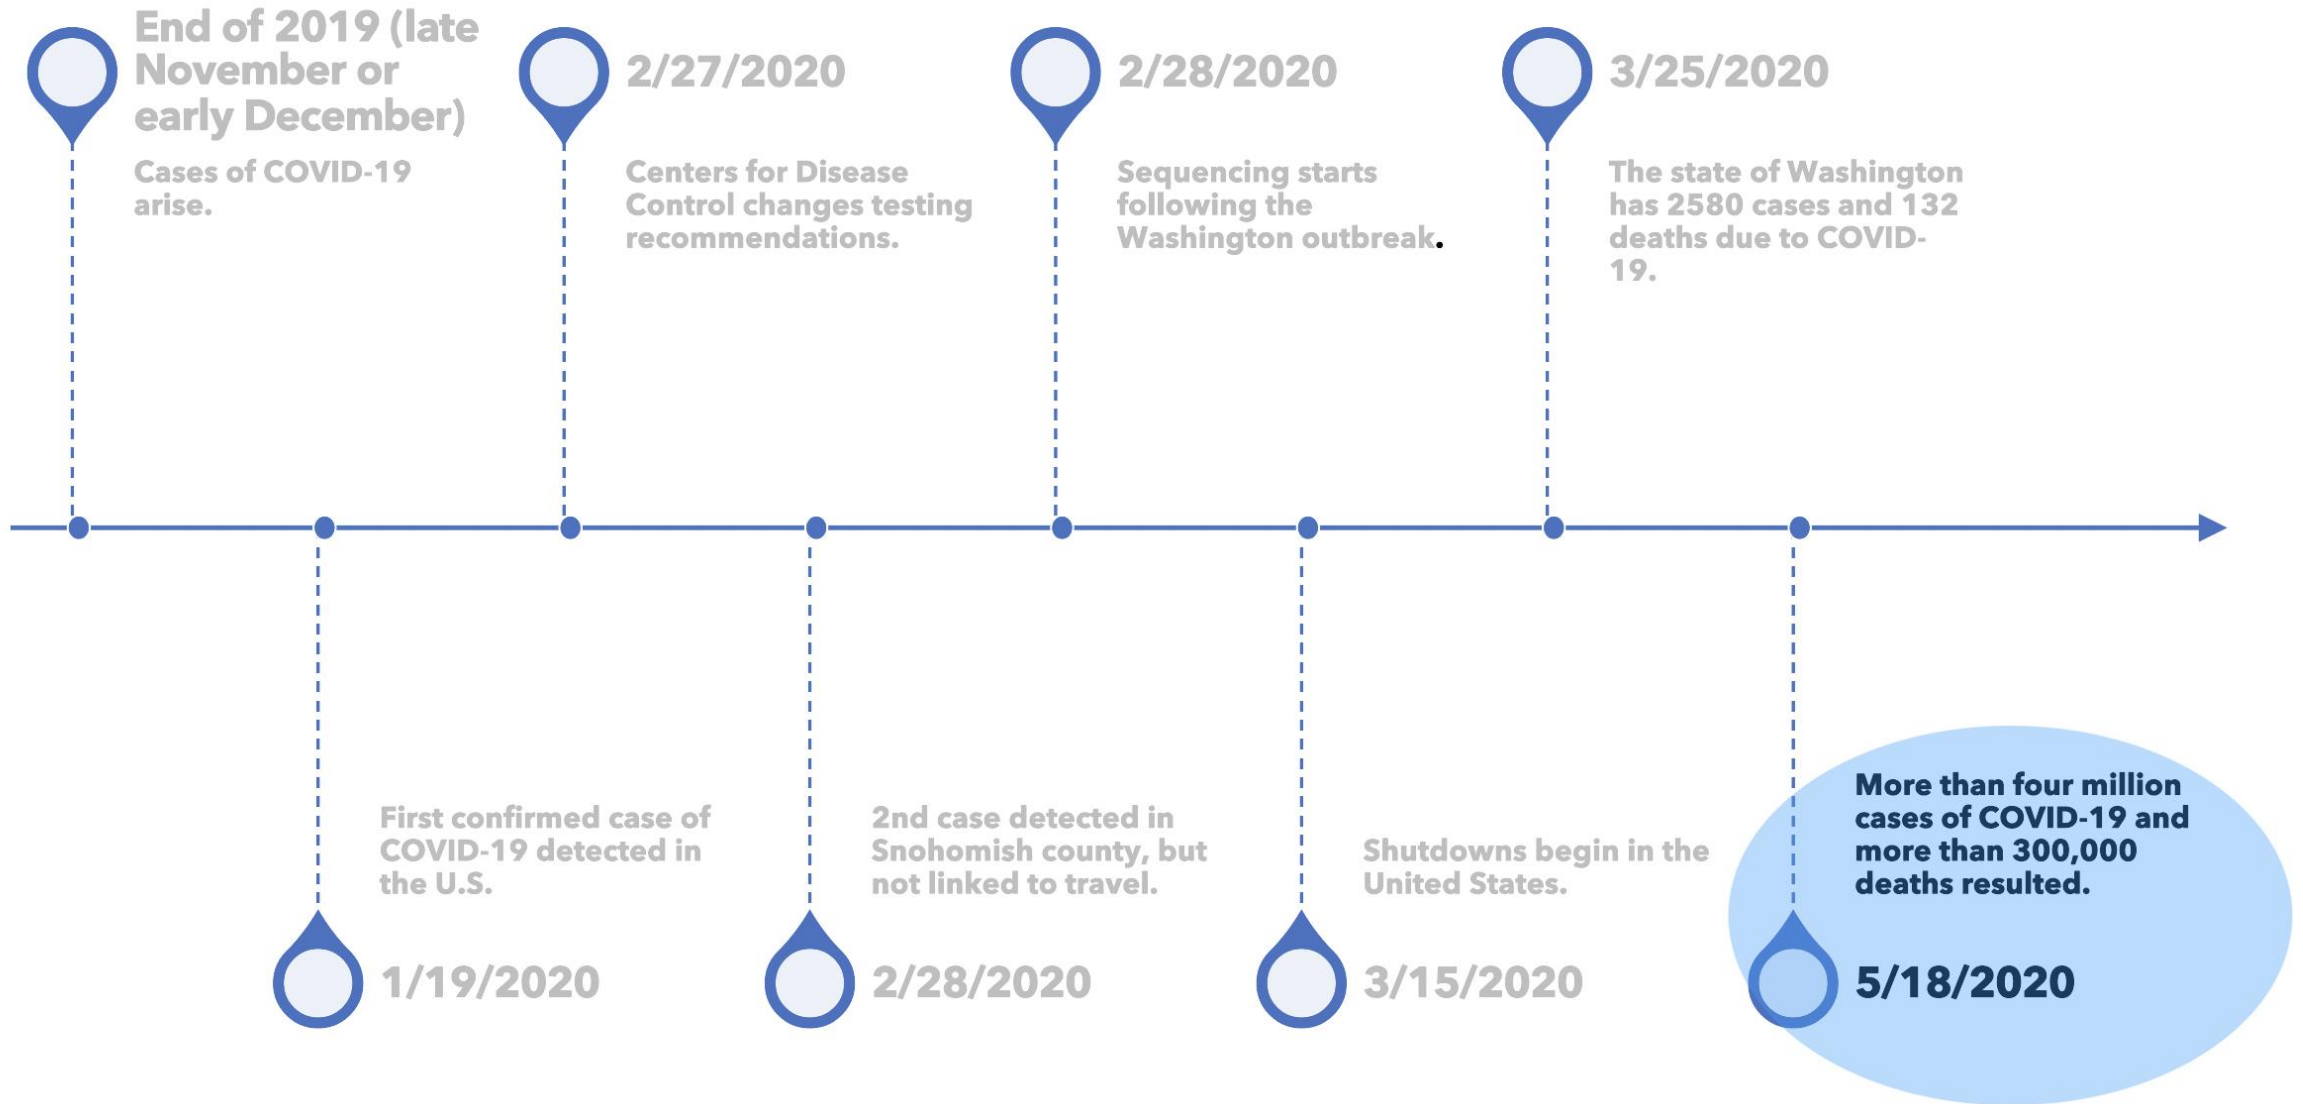 End of 2019 (late
November or
early December)
Cases of COVID-19
arise.
First confirmed case of
COVID-19 detected in
the U.S.
1/19/2020
2/27/2020
Centers for Disease
Control changes testing
recommendations.
2nd case detected in
Snohomish county, but
not linked to travel.
2/28/2020
2/28/2020
Sequencing starts
following the
Washington outbreak.
Shutdowns begin in the
United States.
3/15/2020
3/25/2020
The state of Washington
has 2580 cases and 132
deaths due to COVID-
19.
More than four million
cases of COVID-19 and
more than 300,000
deaths resulted.
5/18/2020